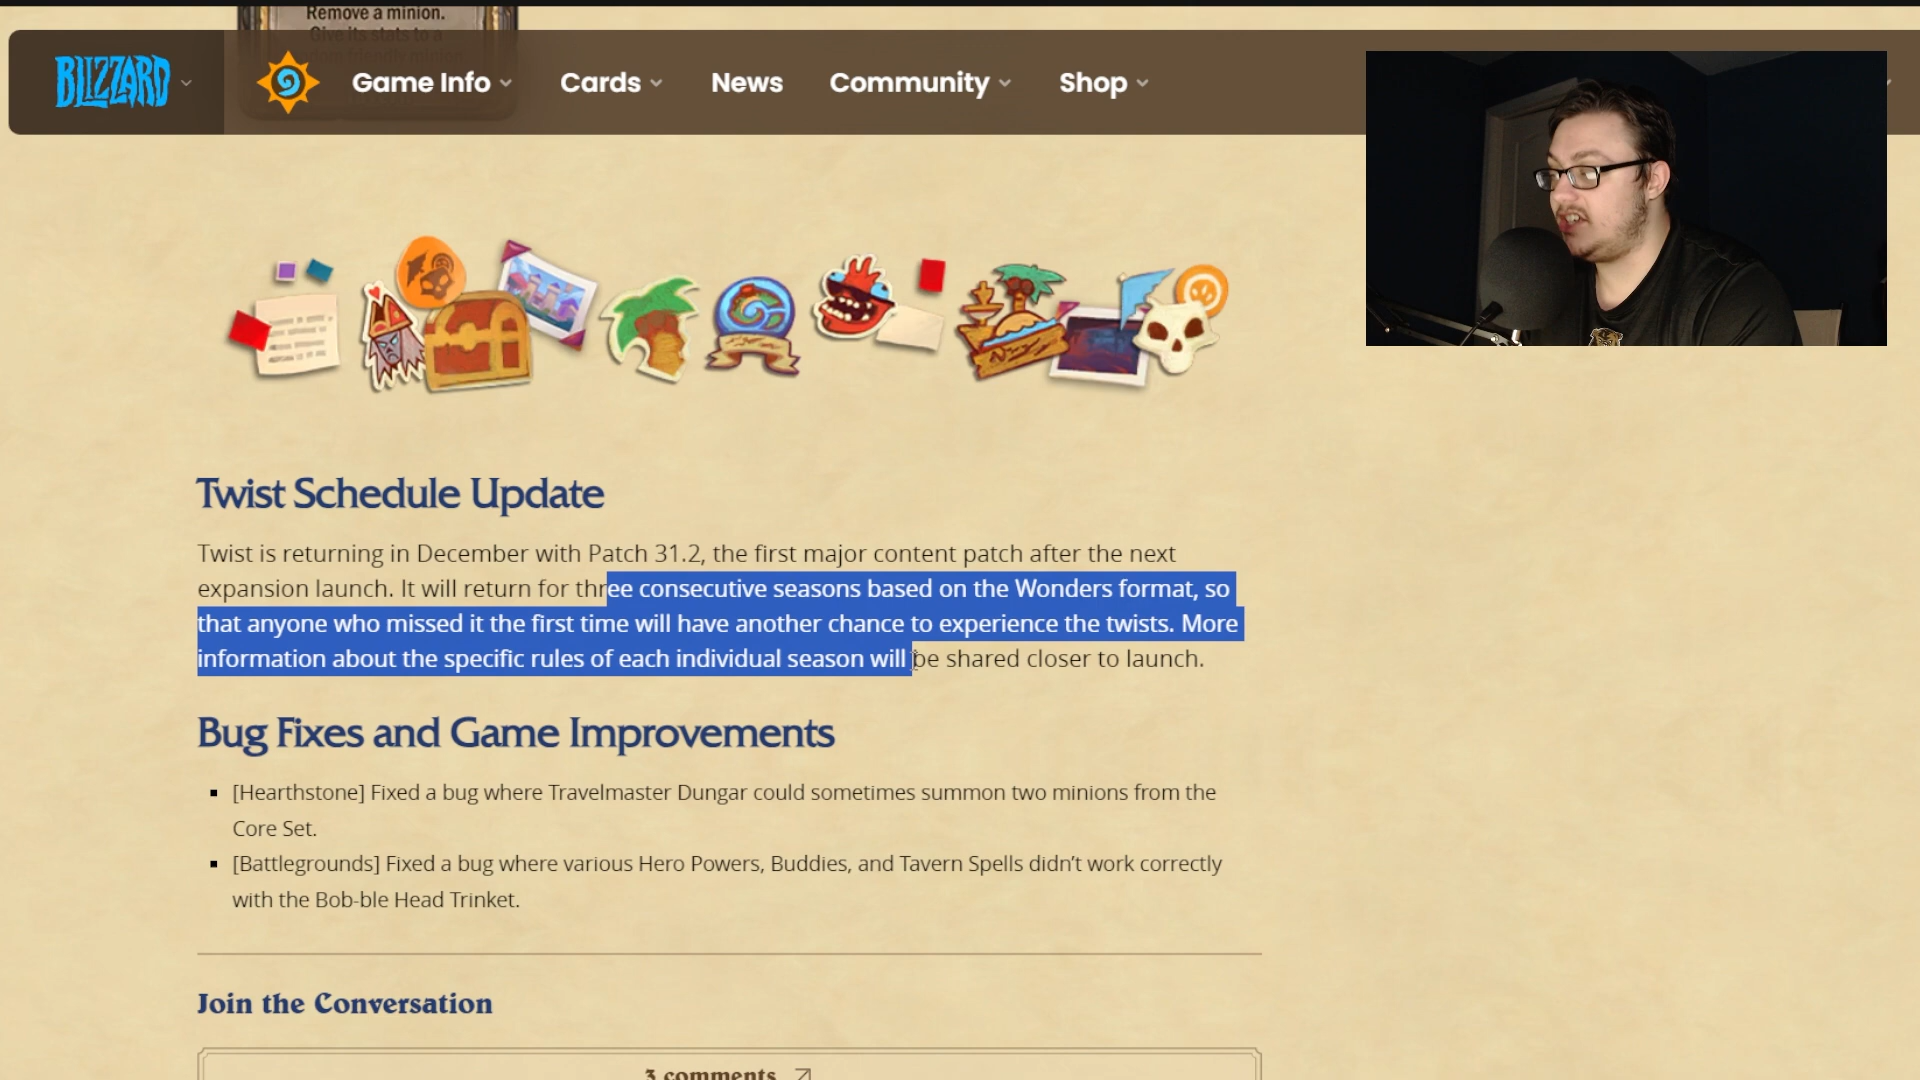 Remove a minion.
Give its stats to a
BLIZZARD
Game Info
Cards
News
Community
Shop
Twist Schedule Update
Twist is returning in December with Patch 31.2, the first major content patch after the next
expansion launch. It will return for three consecutive seasons based on the Wonders format, so
that anyone who missed it the first time will have another chance to experience the twists. More
information about the specific rules of each individual season will be shared closer to launch.
Bug Fixes and Game Improvements
[Hearthstone] Fixed a bug where Travelmaster Dungar could sometimes summon two minions from the
Core Set.
[Battlegrounds] Fixed a bug where various Hero Powers, Buddies, and Tavern Spells didn’t work correctly
with the Bob-ble Head Trinket.
Join the Conversation
3 comments